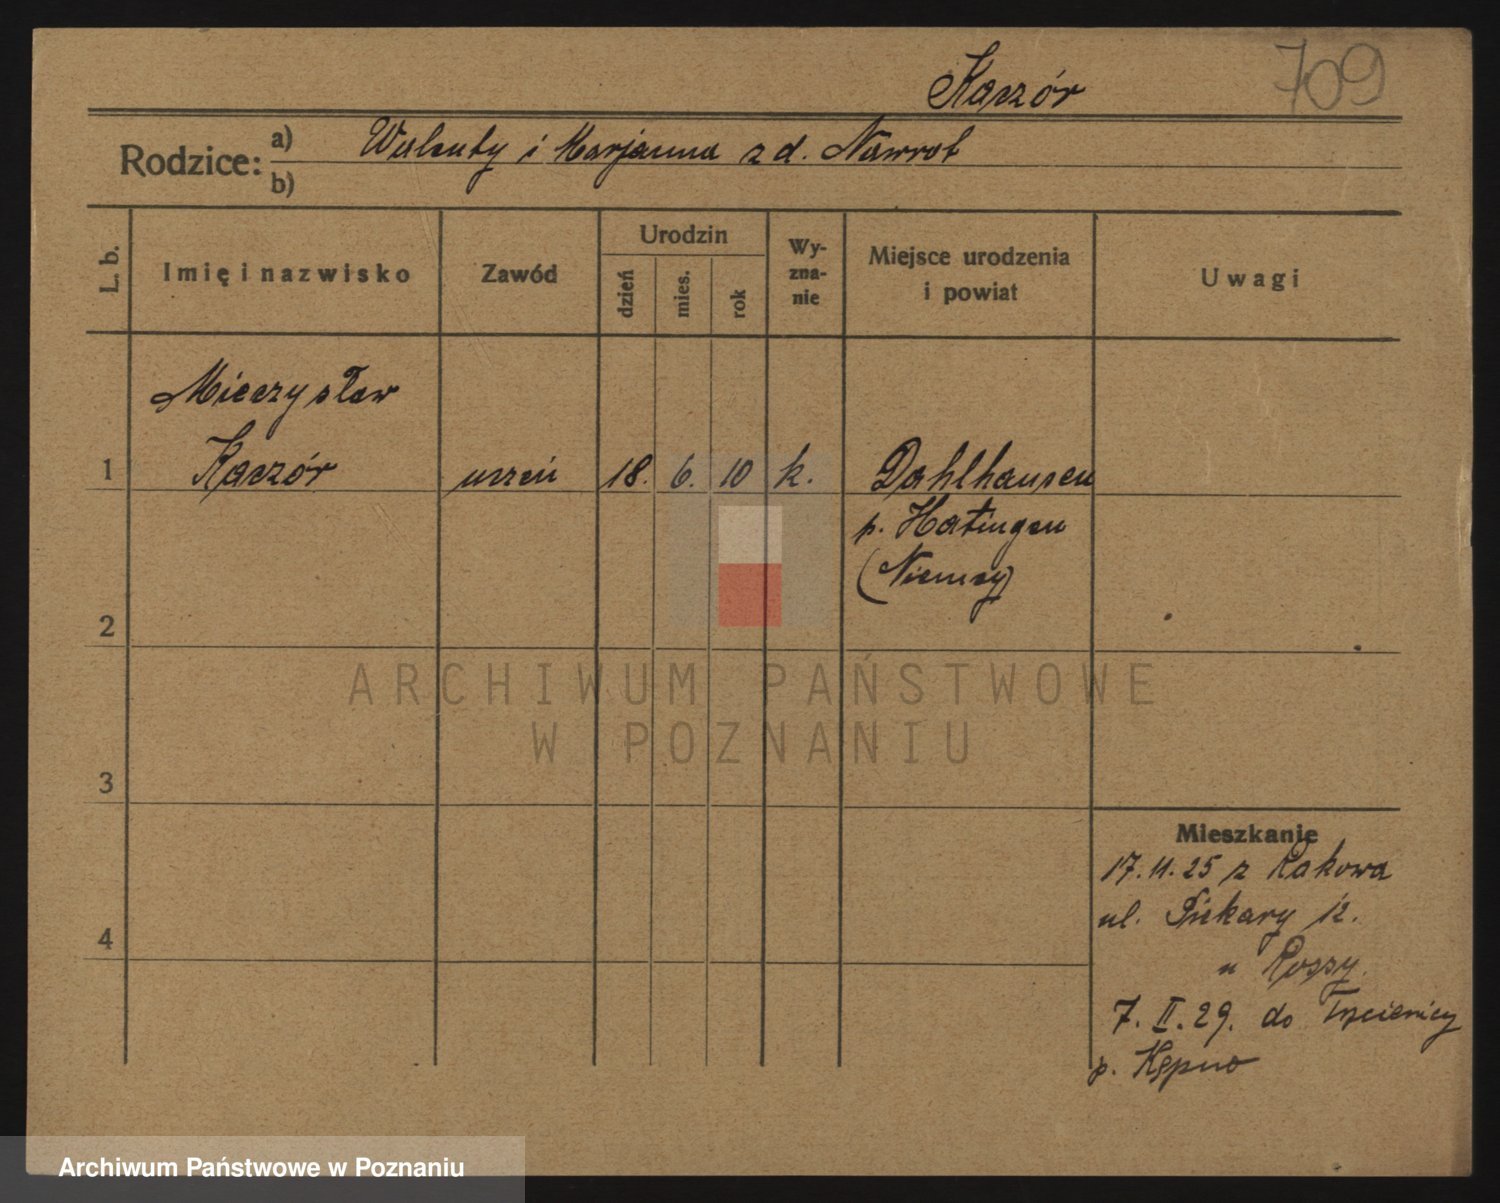 Kaczór 709
Rodzice: a) Walenty i Marjanna z d. Nawrot
b)
L. b. Imię i nazwisko Zawód Urodzin dzień mies. rok Wy-zna-nie Miejsce urodzenia i powiat Uwagi
Mieczysław
1 Kaczór uczeń 18. 6. 10 k. Dahlhausen
p. Hatingen
(Niemcy)
2
3
4
Mieszkanie
17.11.25 z Rakowa
ul. Piekary 12.
u Rossy.
7. II. 29. do Trzcienicy
p. Kępno
ARCHIWUM PAŃSTWOWE
W POZNANIU
Archiwum Państwowe w Poznaniu